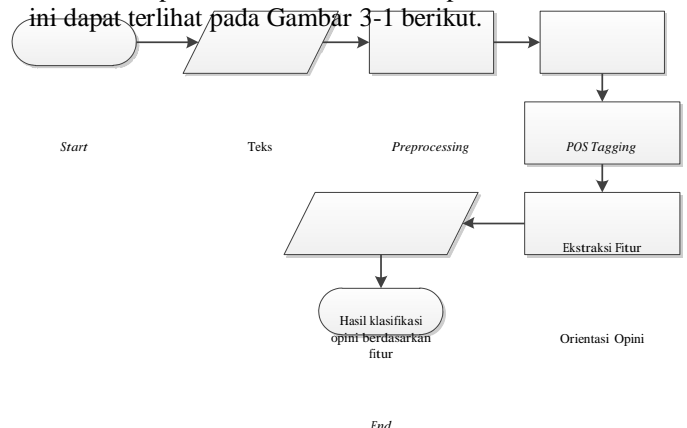 ini dapat terlihat pada Gambar 3-1 berikut.
Start
Teks
Preprocessing
POS Tagging
Ekstraksi Fitur
Hasil klasifikasi
opini berdasarkan
fitur
Orientasi Opini
End